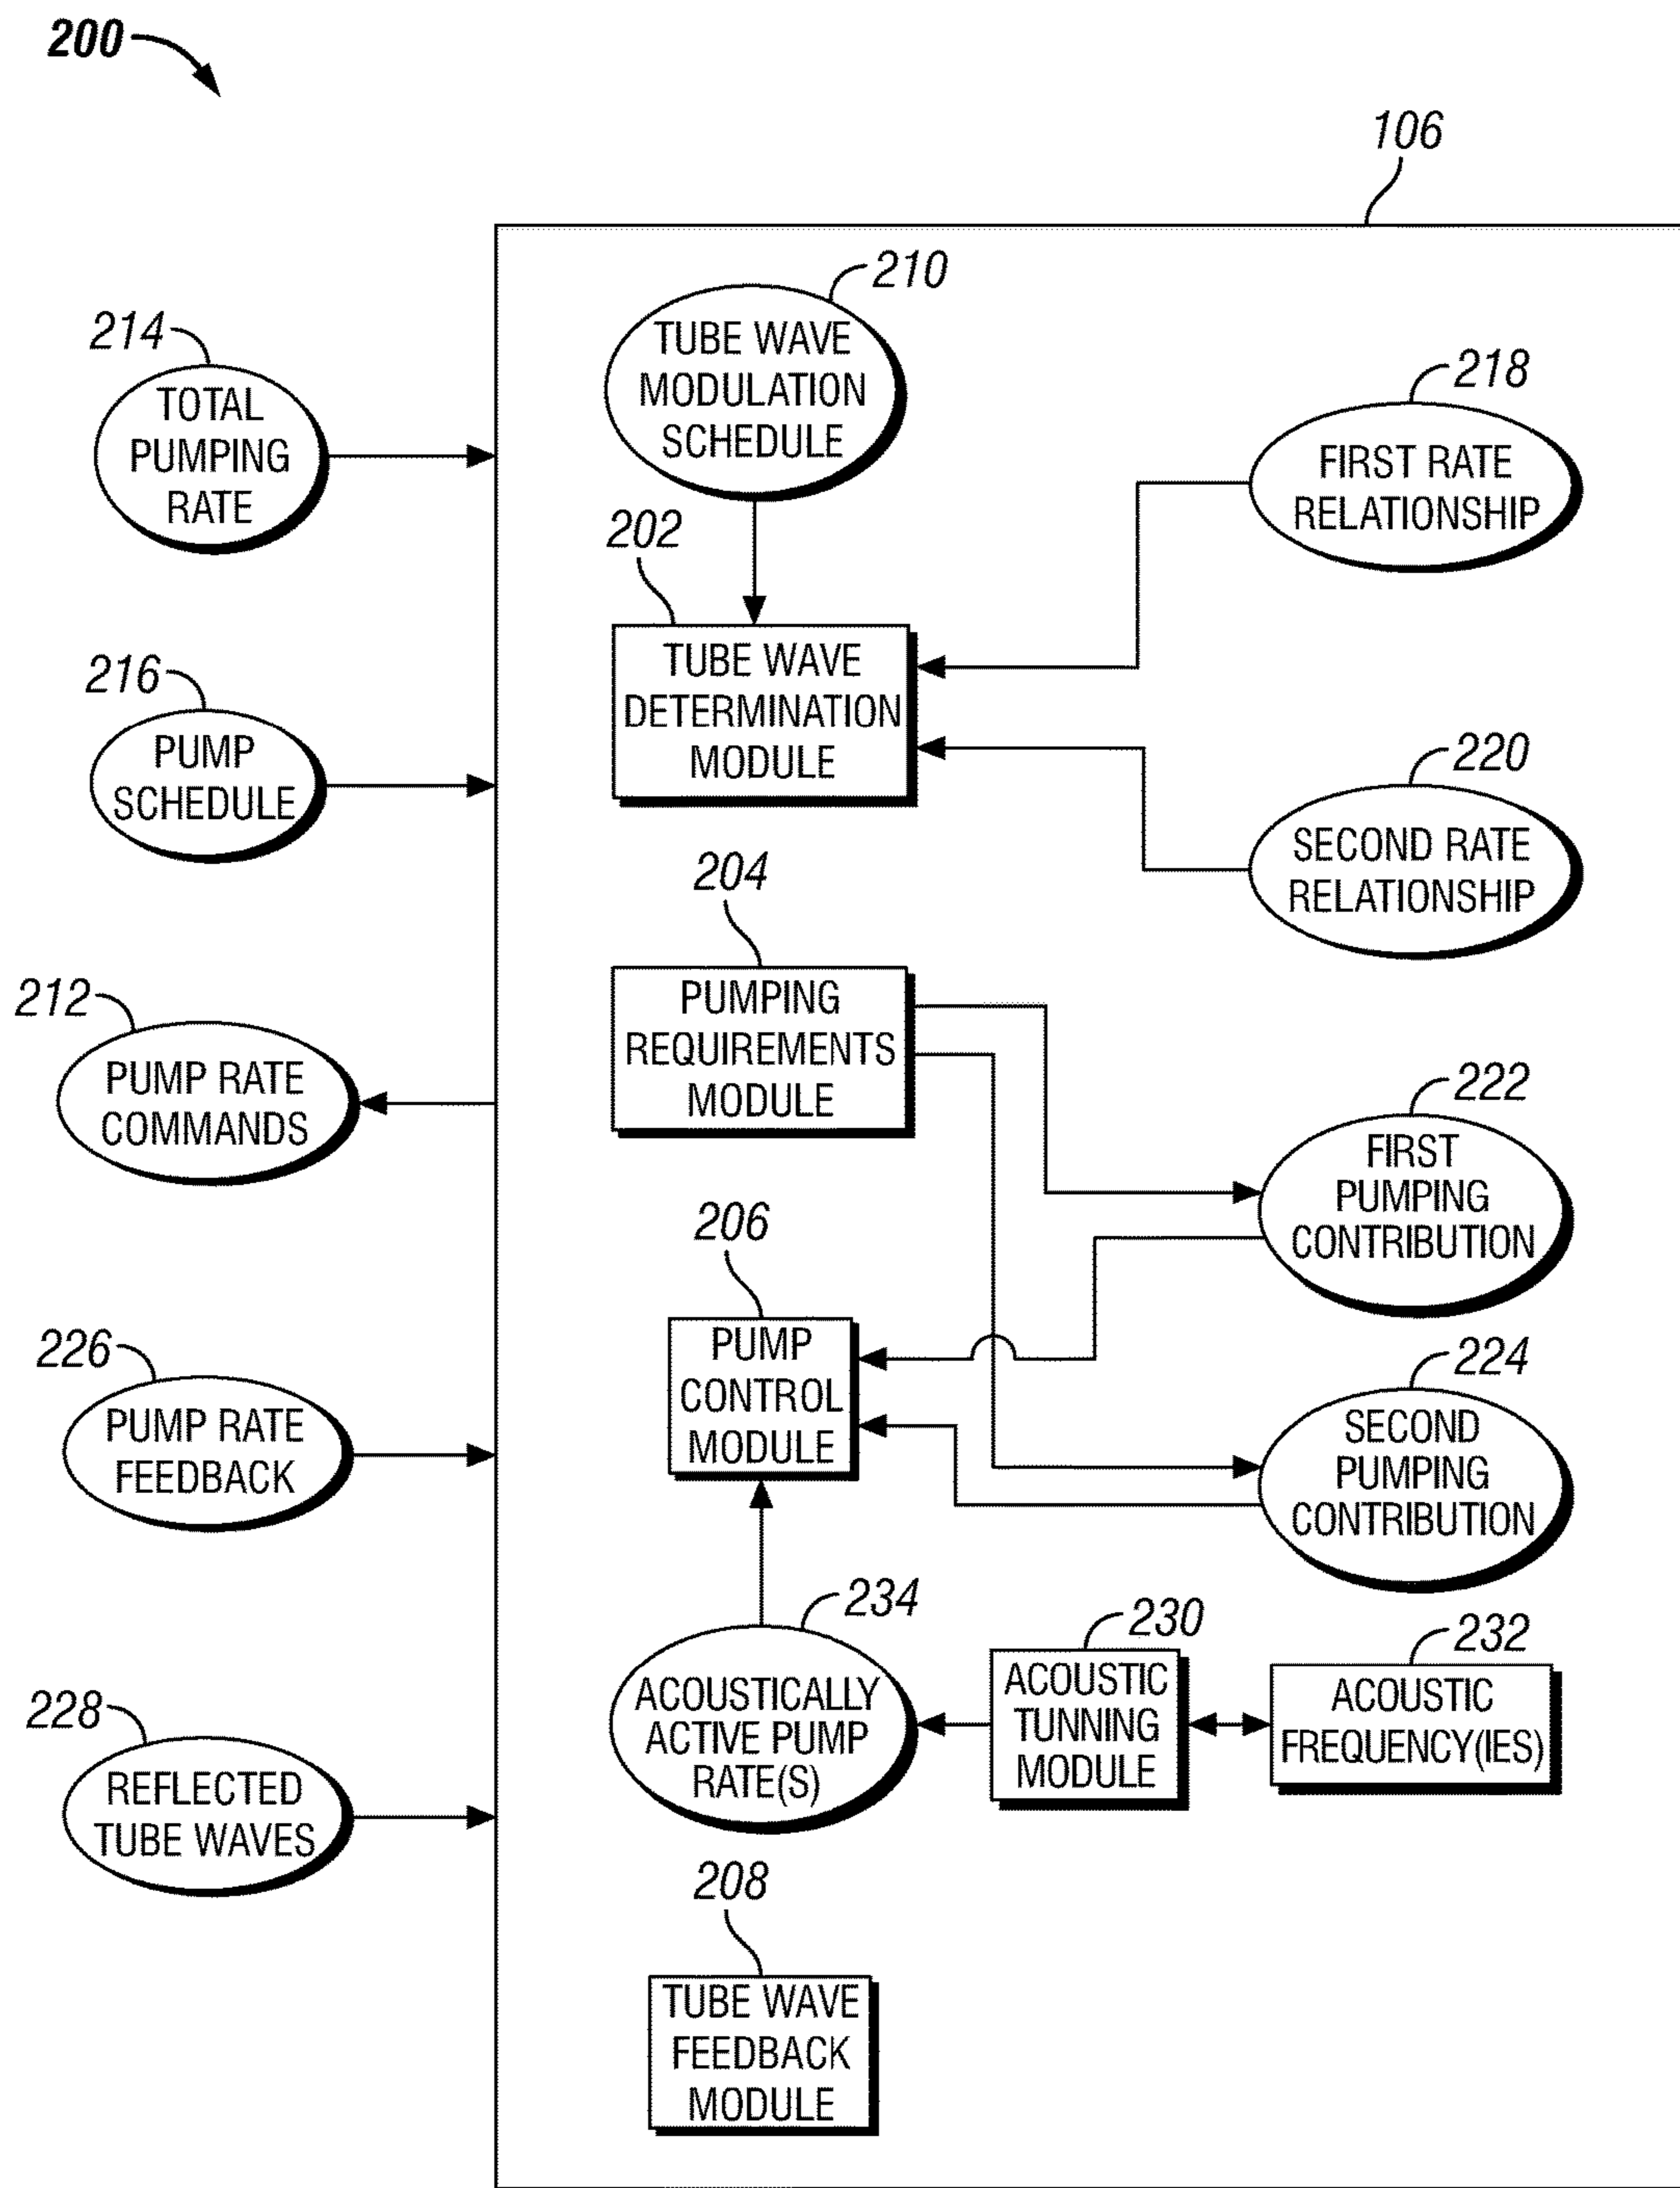 200
106
210
TUBE WAVE
MODULATION
SCHEDULE
214
TOTAL
PUMPING
RATE
218
FIRST RATE
RELATIONSHIP
202
TUBE WAVE
DETERMINATION
MODULE
216
PUMP
SCHEDULE
220
SECOND RATE
RELATIONSHIP
204
PUMPING
REQUIREMENTS
MODULE
212
PUMP RATE
COMMANDS
222
FIRST
PUMPING
CONTRIBUTION
206
PUMP
CONTROL
MODULE
226
PUMP RATE
FEEDBACK
224
SECOND
PUMPING
CONTRIBUTION
234
ACOUSTICALLY
ACTIVE PUMP
RATE(S)
230
ACOUSTIC
TUNNING
MODULE
232
ACOUSTIC
FREQUENCY(IES)
228
REFLECTED
TUBE WAVES
208
TUBE WAVE
FEEDBACK
MODULE